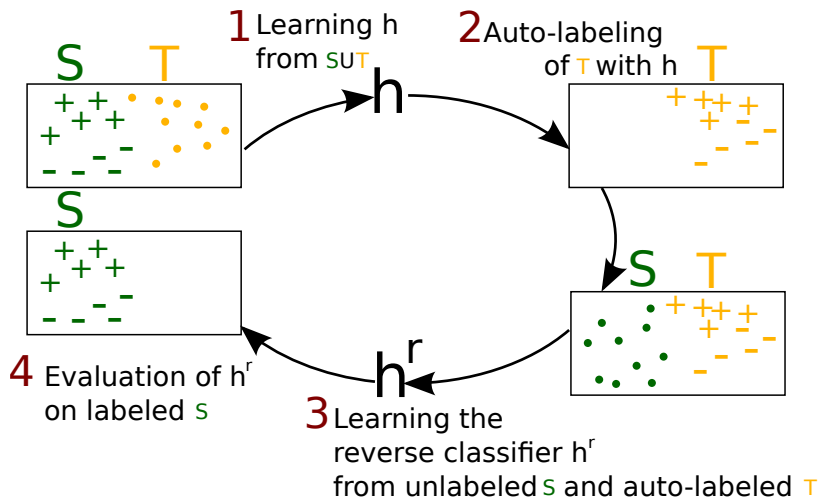 1 Learning h
from S∪T
2 Auto-labeling
of T with h
S T
h
T
S
S T
h^r
4 Evaluation of h^r
on labeled S
3 Learning the
reverse classifier h^r
from unlabeled S and auto-labeled T